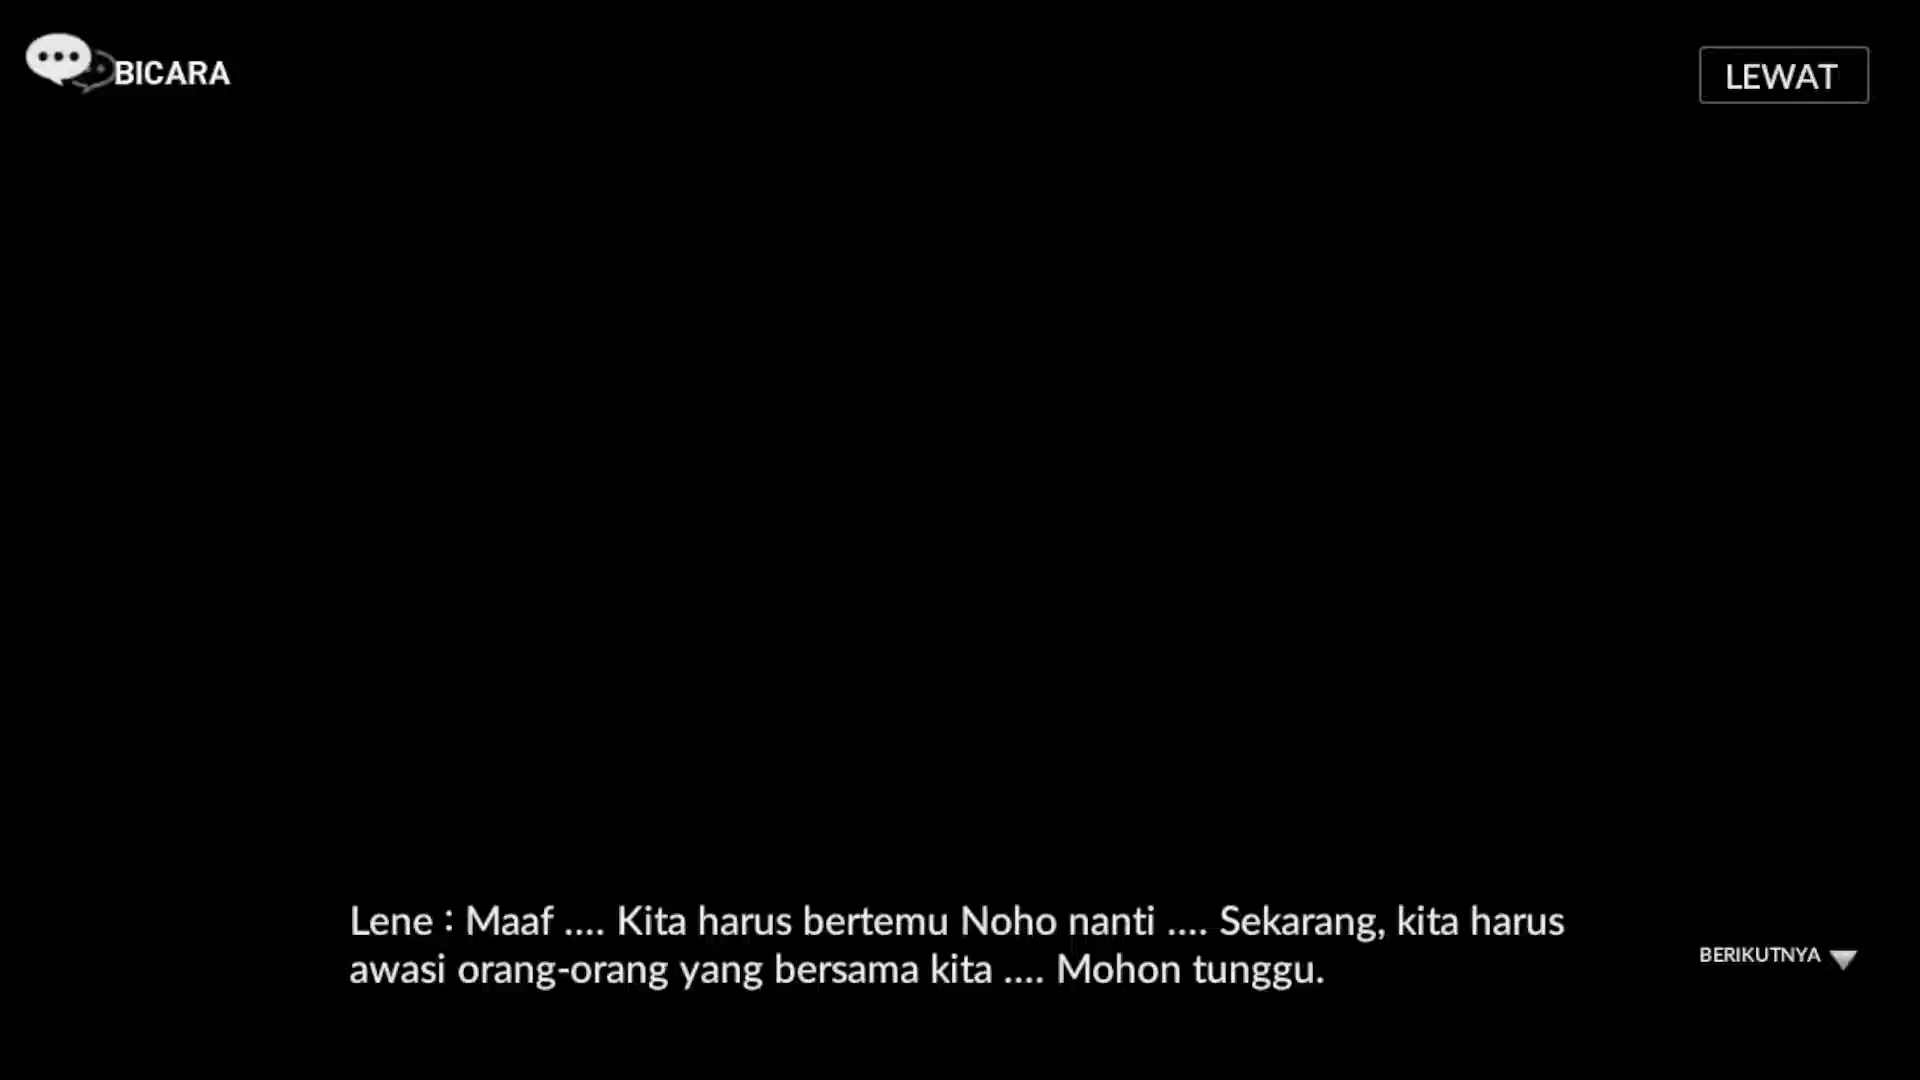 BICARA
LEWAT
Lene : Maaf .... Kita harus bertemu Noho nanti .... Sekarang, kita harus
awasi orang-orang yang bersama kita .... Mohon tunggu.
BERIKUTNYA